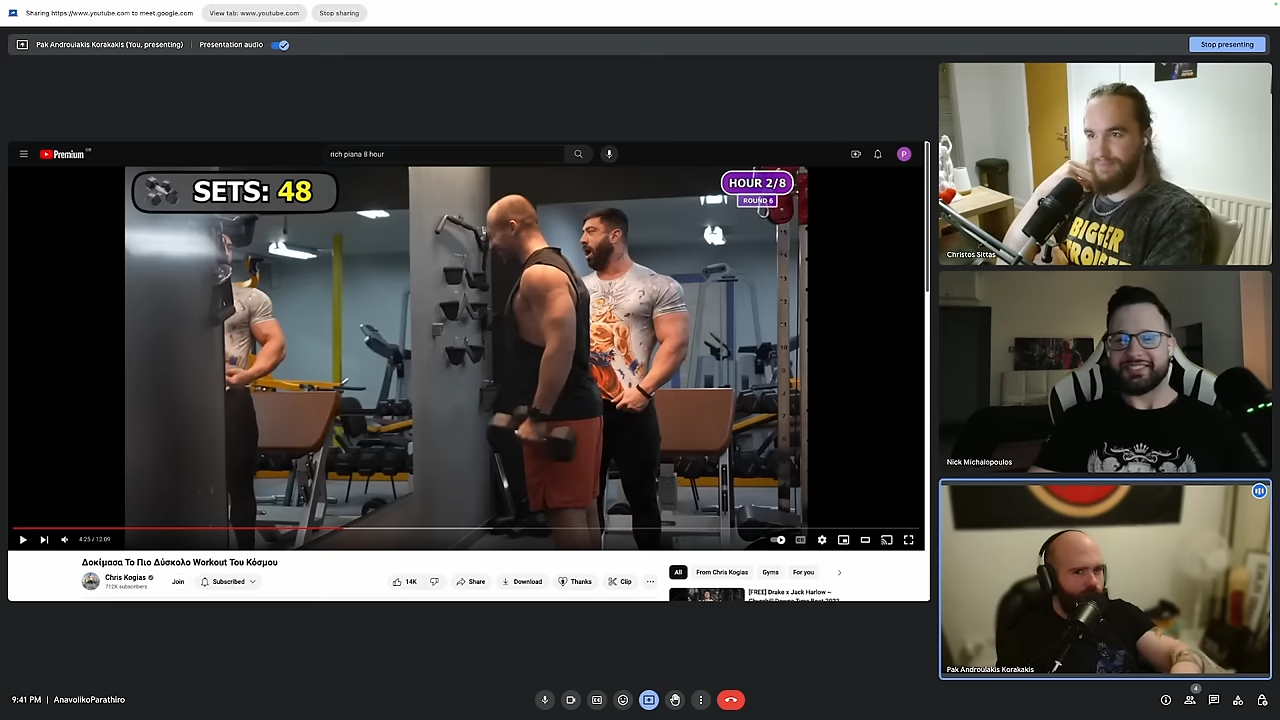 Sharing https://www.youtube.com to meet.google.com
View tab: www.youtube.com
Stop sharing
Pak Androulakis Korakakis (You, presenting)
Presentation audio
Stop presenting
Premium
GB
rich piana 8 hour
P
SETS: 48
HOUR 2/8
ROUND 6
4:25 / 12:09
Δοκίμασα Το Πιο Δύσκολο Workout Του Κόσμου
Chris Kogias
712K subscribers
Join
Subscribed
14K
Share
Download
Thanks
Clip
All
From Chris Kogias
Gyms
For you
[FREE] Drake x Jack Harlow ~
BIGGER
Christos Sittas
Nick Michalopoulos
Pak Androulakis Korakakis
9:41 PM | AnavolikoParathiro
4